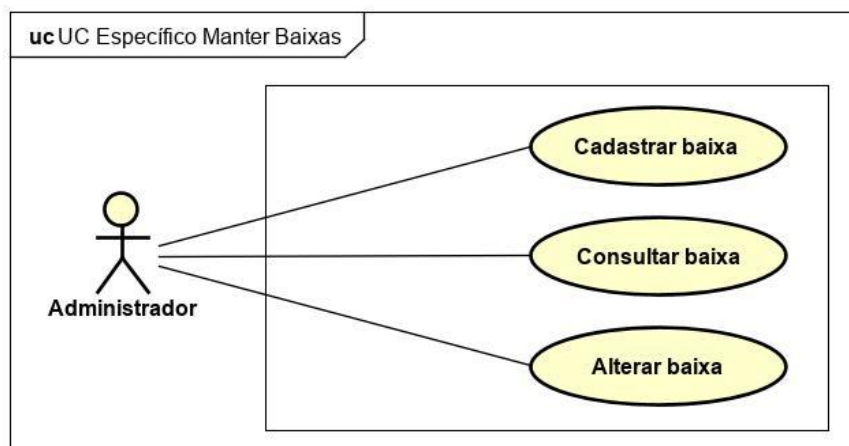 uc UC Específico Manter Baixas
Cadastrar baixa
Consultar baixa
Administrador
Alterar baixa